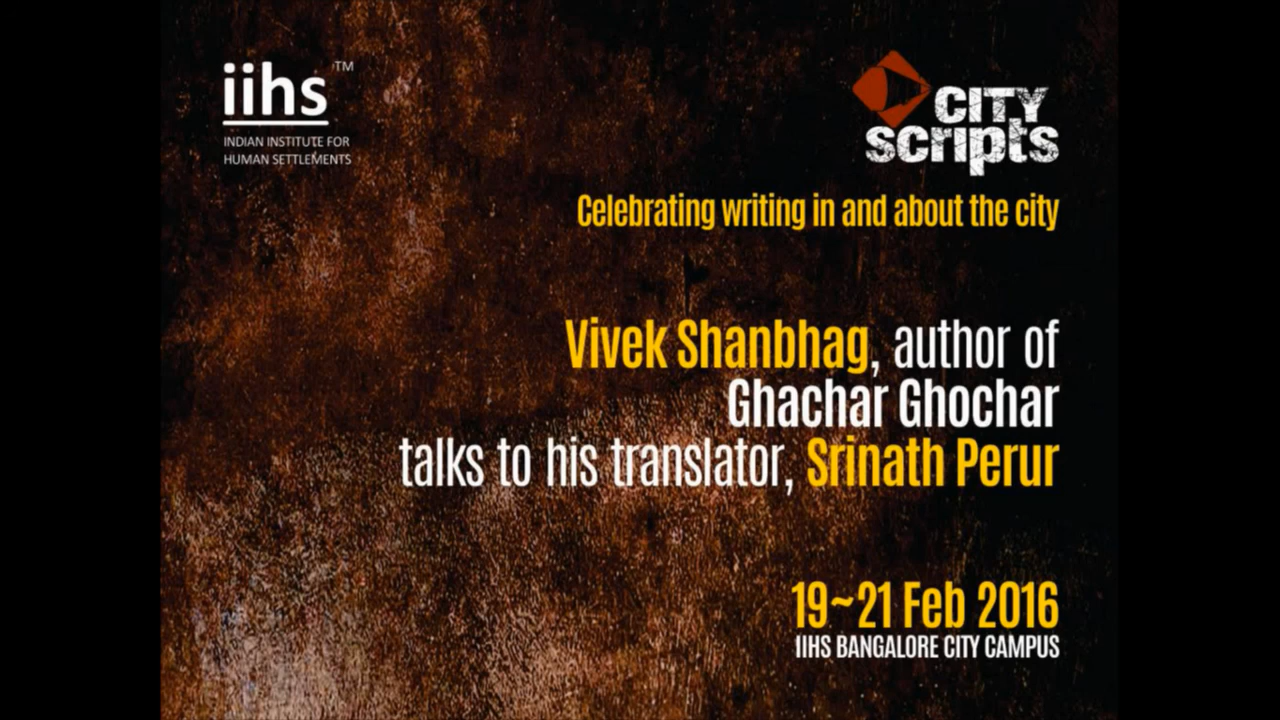 iihs™
INDIAN INSTITUTE FOR
HUMAN SETTLEMENTS
CITY
scripts
Celebrating writing in and about the city
Vivek Shanbhag, author of
Ghachar Ghochar
talks to his translator, Srinath Perur
19~21 Feb 2016
IIHS BANGALORE CITY CAMPUS